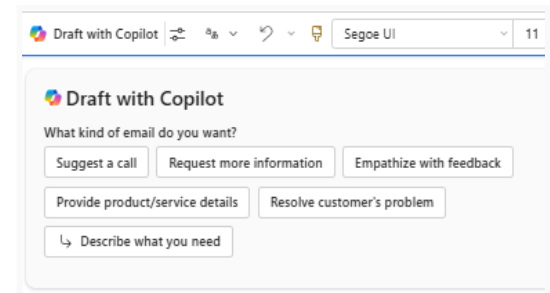 Draft with Copilot Segoe UI 11
Draft with Copilot
What kind of email do you want?
Suggest a call Request more information Empathize with feedback
Provide product/service details Resolve customer's problem
Describe what you need